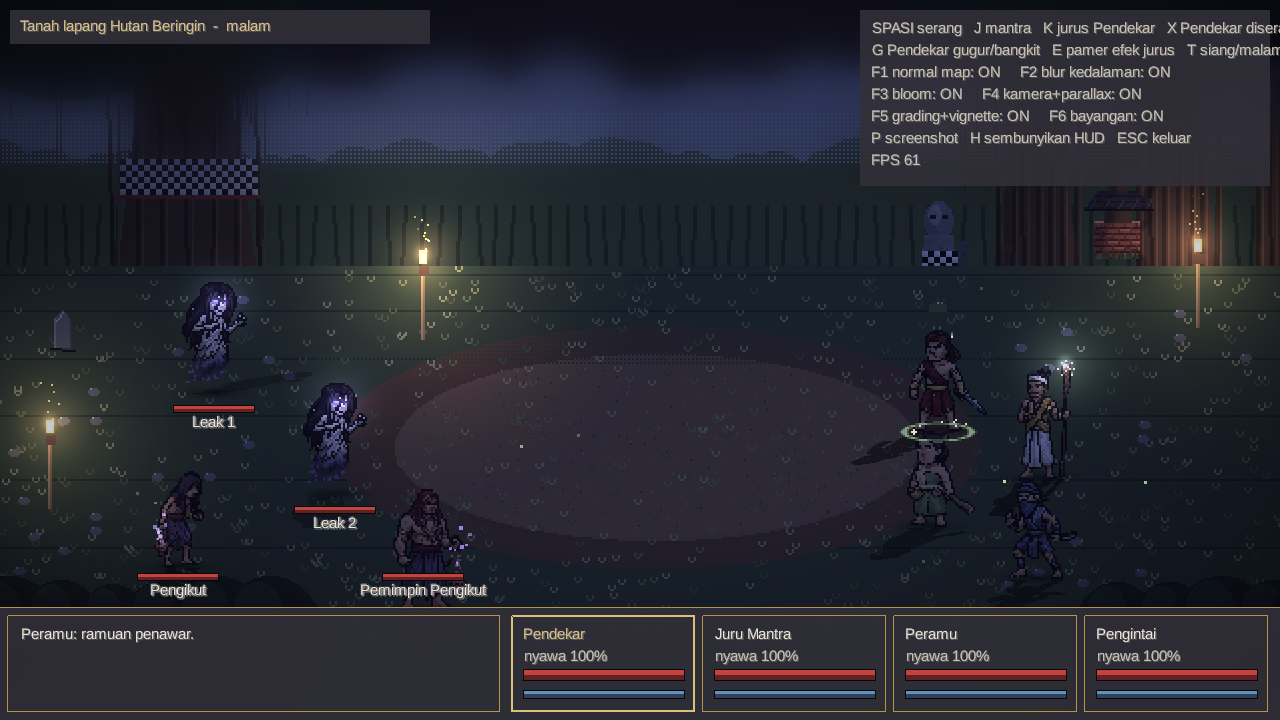 Tanah lapang Hutan Beringin - malam
SPASI serang J mantra K jurus Pendekar X Pendekar disera
G Pendekar gugur/bangkit E pamer efek jurus T siang/malam
F1 normal map: ON F2 blur kedalaman: ON
F3 bloom: ON F4 kamera+parallax: ON
F5 grading+vignette: ON F6 bayangan: ON
P screenshot H sembunyikan HUD ESC keluar
FPS 61
Leak 1
Leak 2
Pengikut
Pemimpin Pengikut
Peramu: ramuan penawar.
Pendekar
nyawa 100%
Juru Mantra
nyawa 100%
Peramu
nyawa 100%
Pengintai
nyawa 100%